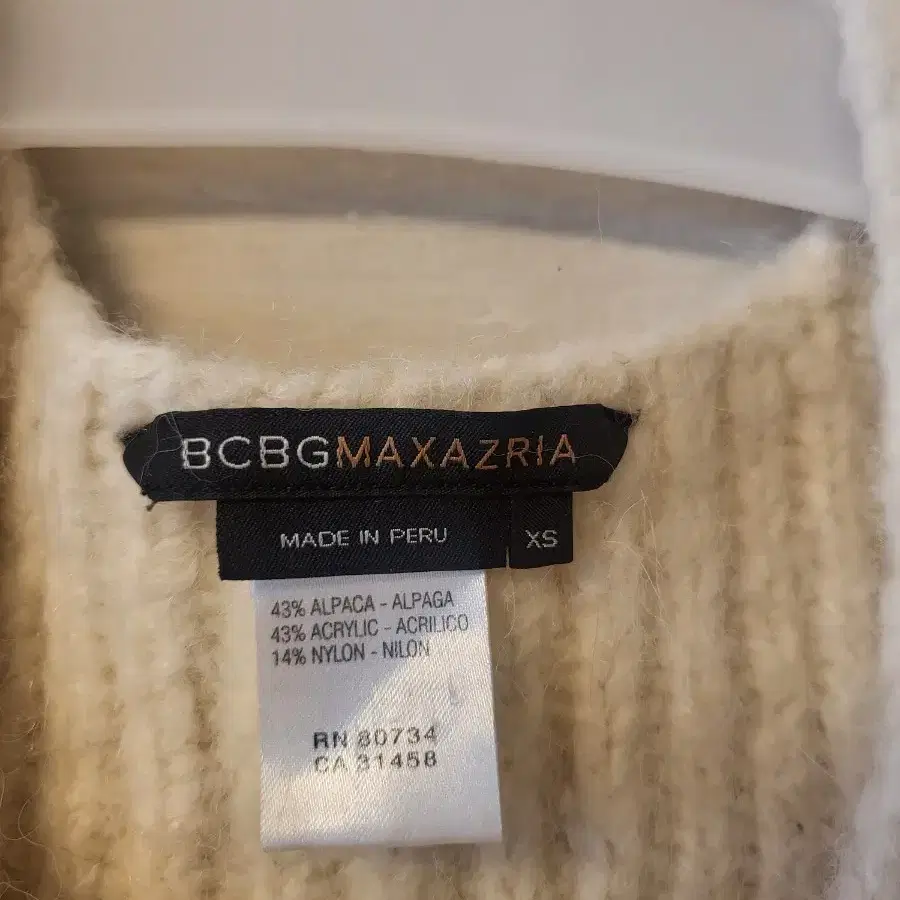 BCBGMAXAZRIA
MADE IN PERU
XS
43% ALPACA - ALPAGA
43% ACRYLIC - ACRILICO
14% NYLON - NILON
RN 80734
CA 31458